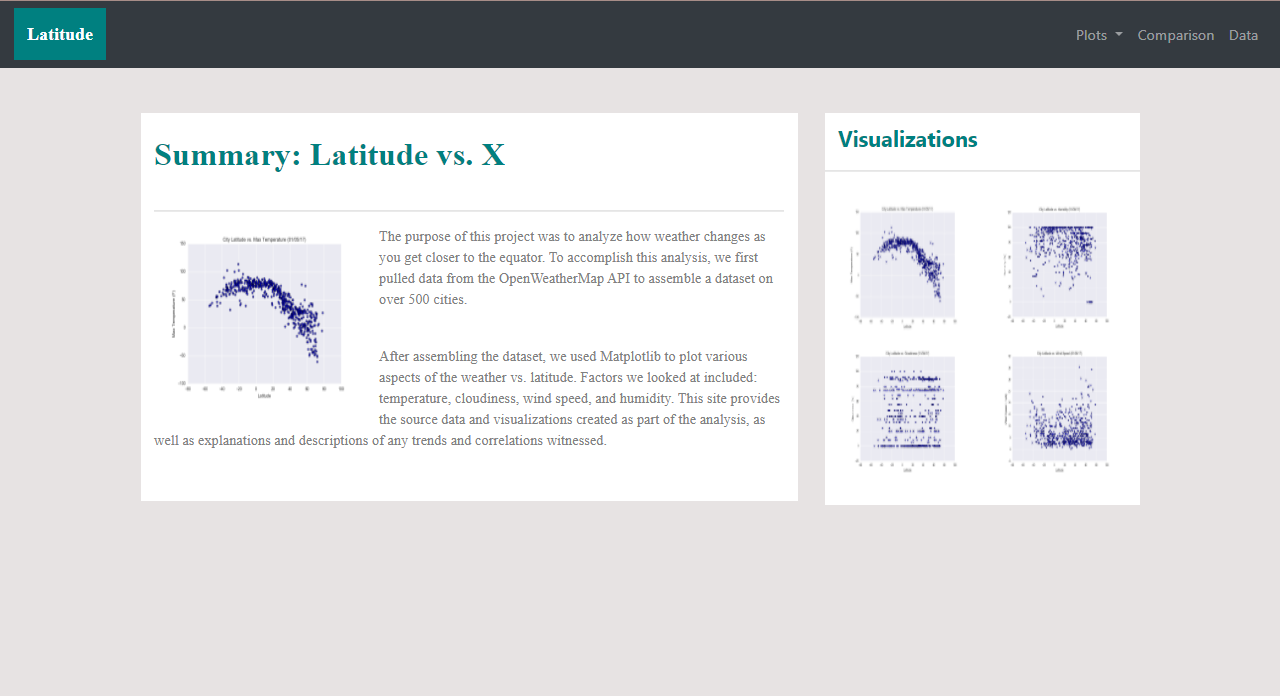 Latitude
Plots
Comparison
Data
Summary: Latitude vs. X
City Latitude vs. Max Temperature
Latitude
The purpose of this project was to analyze how weather changes as
you get closer to the equator. To accomplish this analysis, we first
pulled data from the OpenWeatherMap API to assemble a dataset on
over 500 cities.
After assembling the dataset, we used Matplotlib to plot various
aspects of the weather vs. latitude. Factors we looked at included:
temperature, cloudiness, wind speed, and humidity. This site provides
the source data and visualizations created as part of the analysis, as
well as explanations and descriptions of any trends and correlations witnessed.
Visualizations